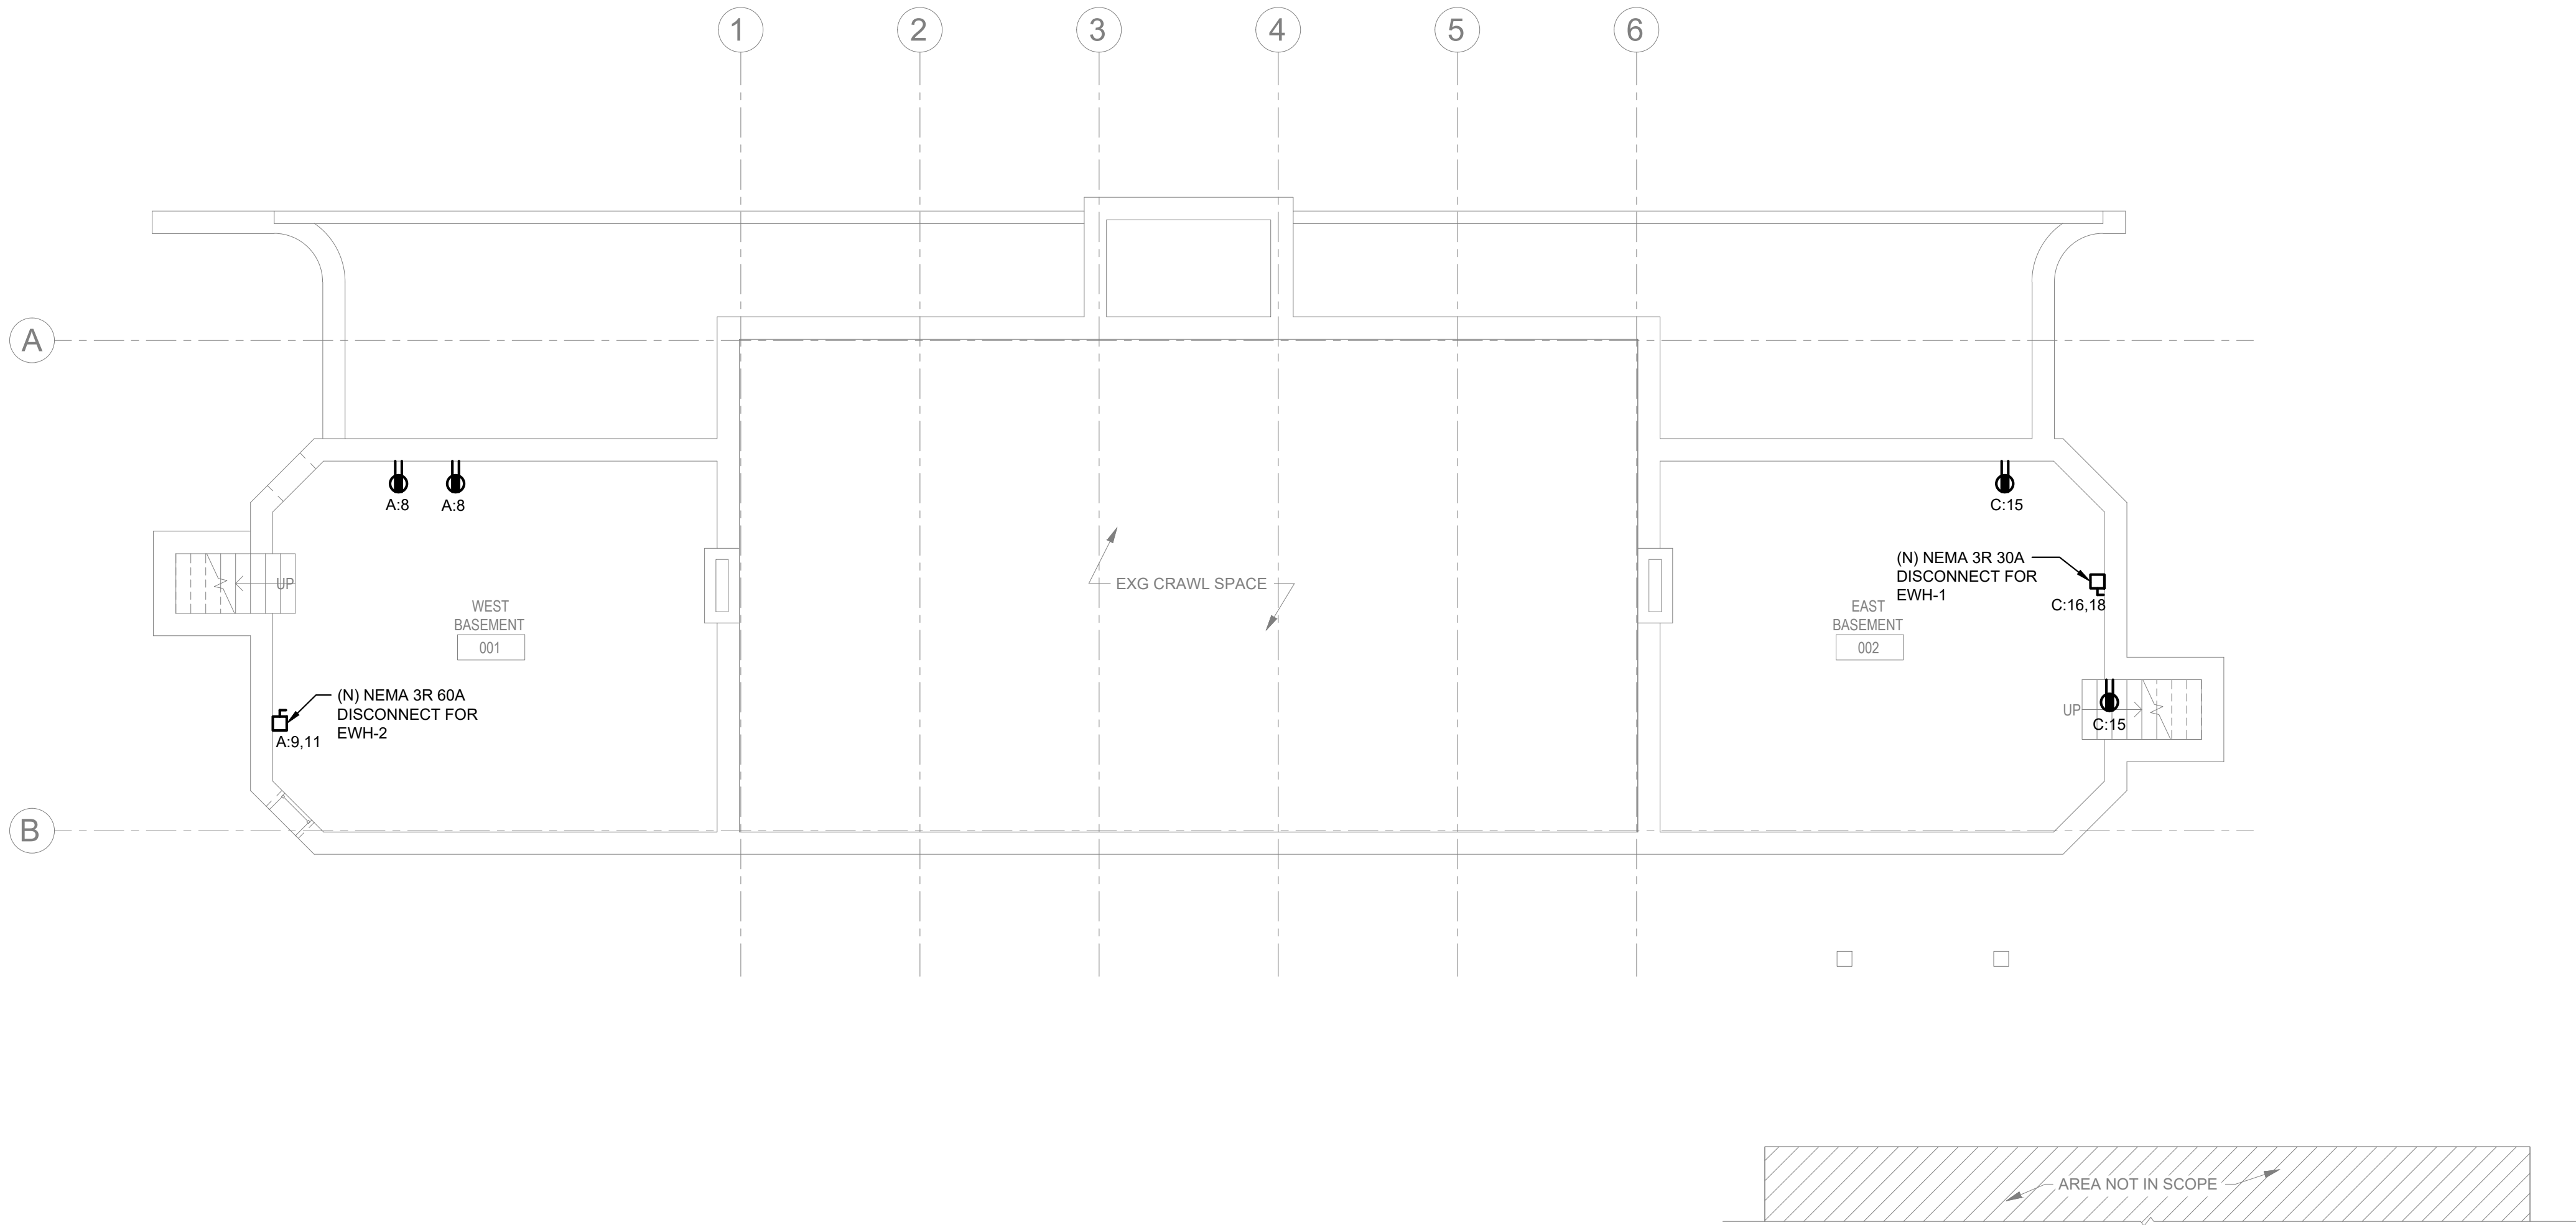 1
2
3
4
5
6
A
A:8
A:8
C:15
(N) NEMA 3R 30A
DISCONNECT FOR
EWH-1
C:16,18
UP
EXG CRAWL SPACE
WEST
BASEMENT
001
EAST
BASEMENT
002
(N) NEMA 3R 60A
DISCONNECT FOR
EWH-2
A:9,11
UP
C:15
B
AREA NOT IN SCOPE